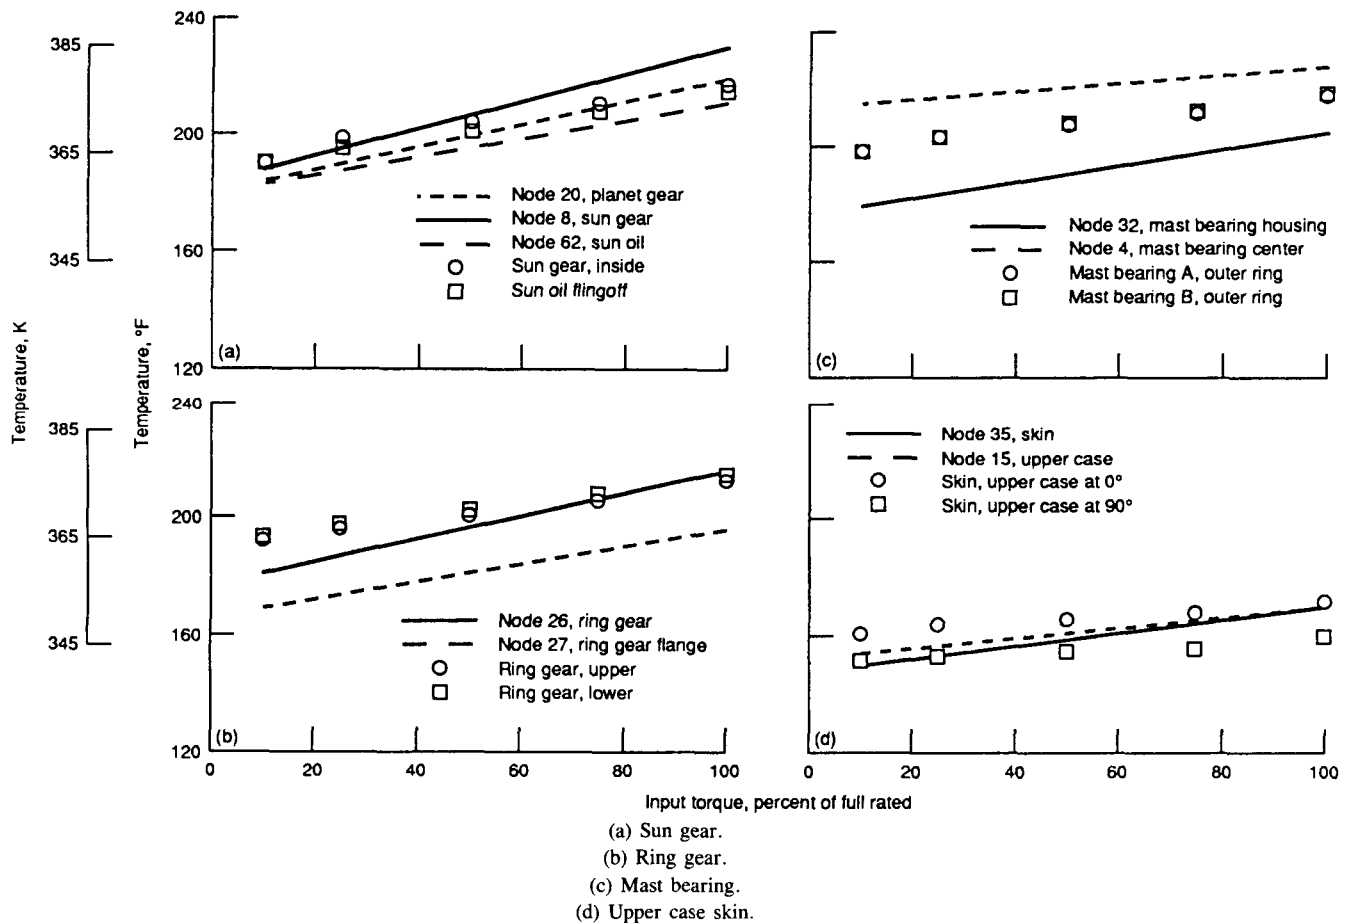 Temperature, K
385
365
345
385
365
345
Temperature, °F
240
200
160
120
(a)
Node 20, planet gear
Node 8, sun gear
Node 62, sun oil
Sun gear, inside
Sun oil flingoff
(c)
Node 32, mast bearing housing
Node 4, mast bearing center
Mast bearing A, outer ring
Mast bearing B, outer ring
240
200
160
120
(b)
Node 26, ring gear
Node 27, ring gear flange
Ring gear, upper
Ring gear, lower
0 20 40 60 80 100
(d)
Node 35, skin
Node 15, upper case
Skin, upper case at 0°
Skin, upper case at 90°
0 20 40 60 80 100
Input torque, percent of full rated
(a) Sun gear.
(b) Ring gear.
(c) Mast bearing.
(d) Upper case skin.